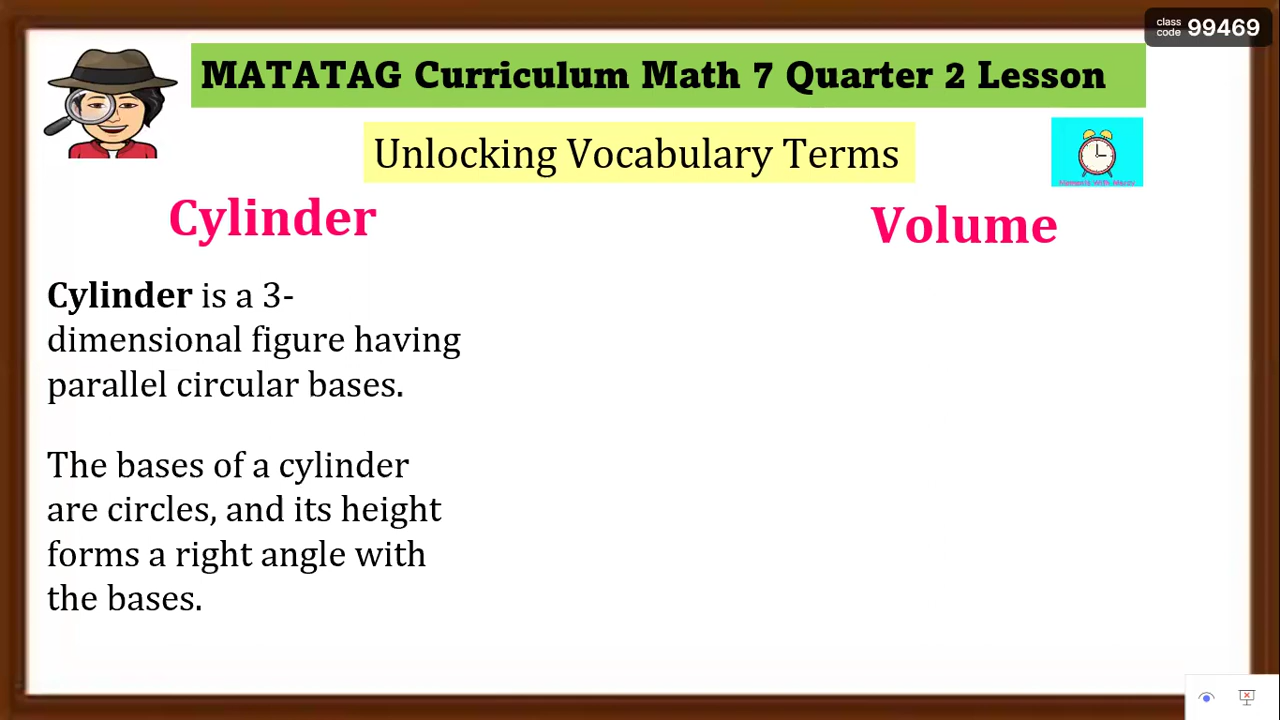 class
code 99469
MATATAG Curriculum Math 7 Quarter 2 Lesson
Unlocking Vocabulary Terms
Cylinder
Volume
Cylinder is a 3-
dimensional figure having
parallel circular bases.
The bases of a cylinder
are circles, and its height
forms a right angle with
the bases.